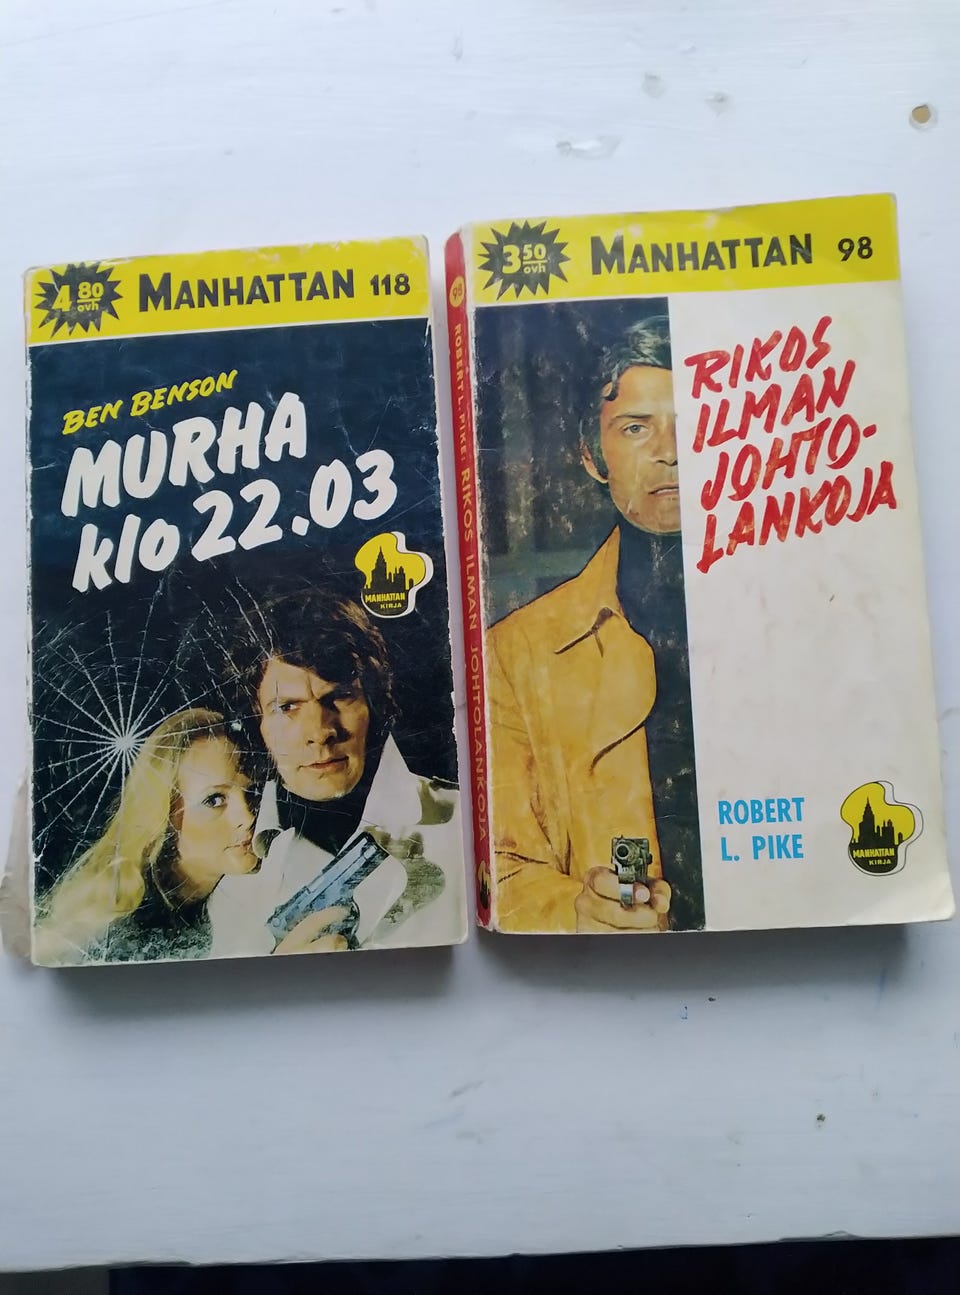 4 80
ovh
MANHATTAN 118
BEN BENSON
MURHA
klo 22.03
MANHATTAN
KIRJA
98
ROBERT L. PIKE: RIKOS ILMAN JOHTOLANKOJA
3 50
ovh
MANHATTAN 98
RIKOS
ILMAN
JOHTO-
LANKOJA
ROBERT
L. PIKE
MANHATTAN
KIRJA